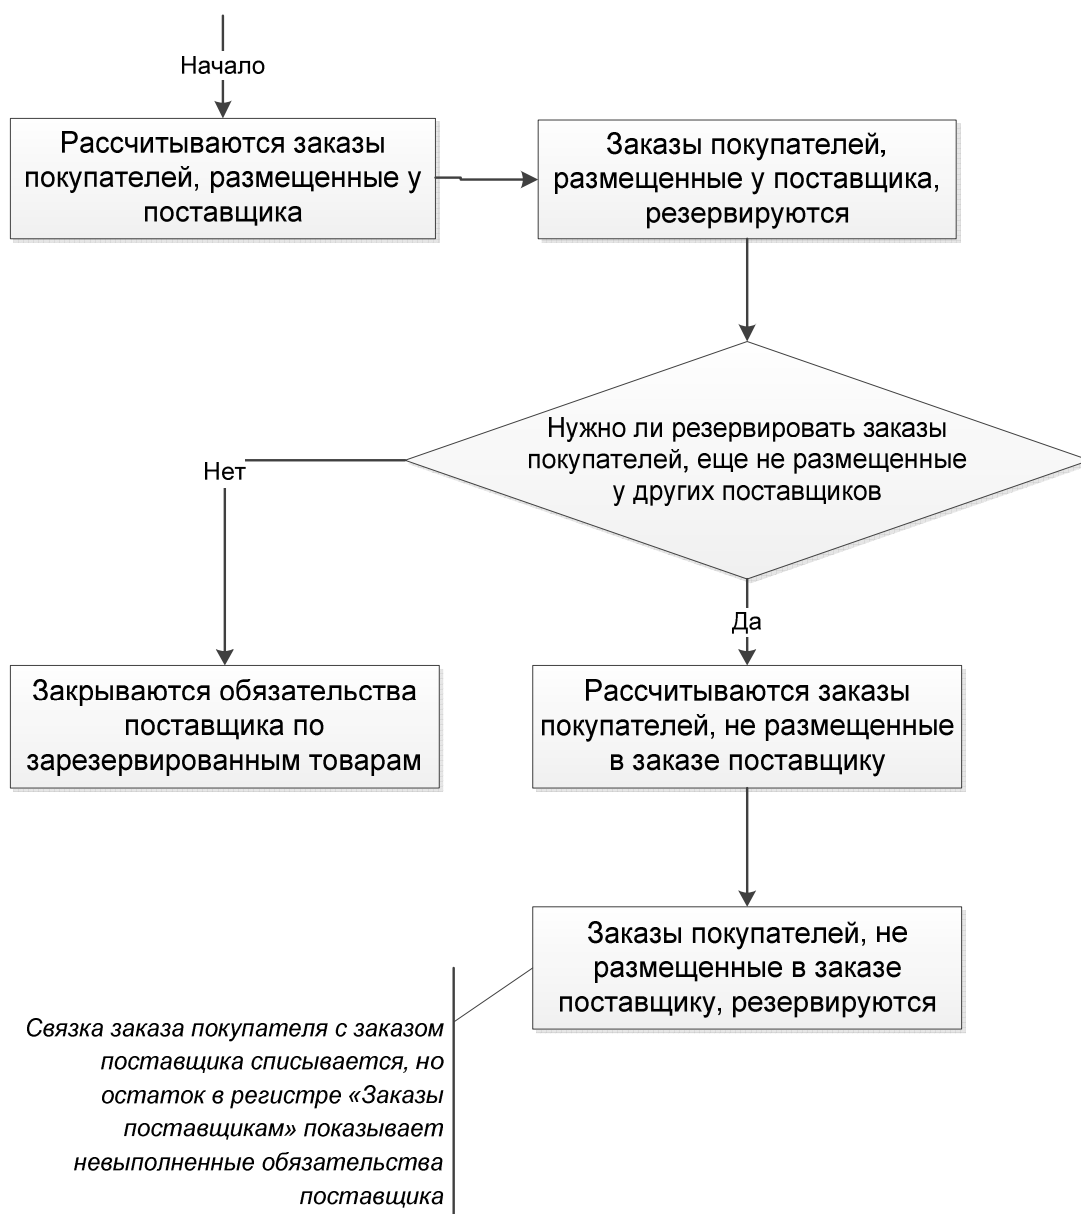 Начало
Рассчитываются заказы
покупателей, размещенные у
поставщика
Заказы покупателей,
размещенные у поставщика,
резервируются
Нужно ли резервировать заказы
покупателей, еще не размещенные
у других поставщиков
Нет
Да
Закрываются обязательства
поставщика по
зарезервированным товарам
Рассчитываются заказы
покупателей, не размещенные
в заказе поставщику
Заказы покупателей, не
размещенные в заказе
поставщику, резервируются
Связка заказа покупателя с заказом
поставщика списывается, но
остаток в регистре «Заказы
поставщикам» показывает
невыполненные обязательства
поставщика